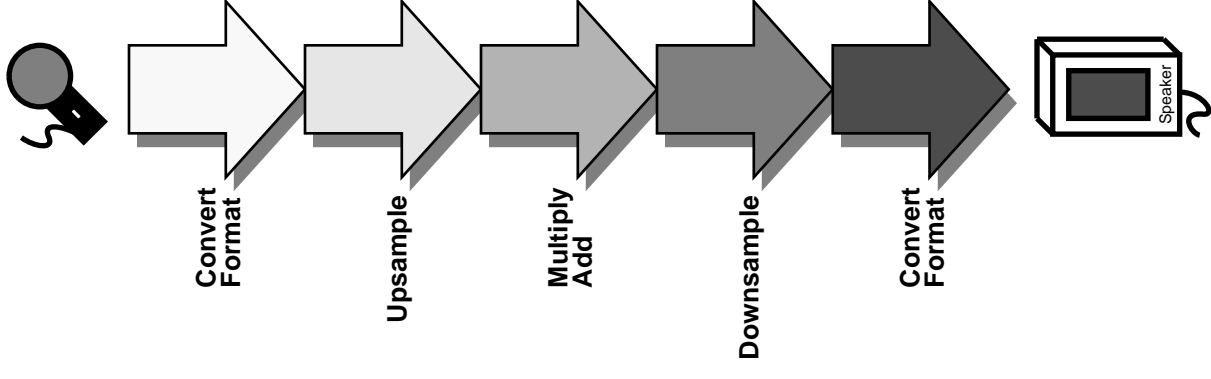 Convert
Format
Upsample
Multiply
Add
Downsample
Convert
Format
Speaker